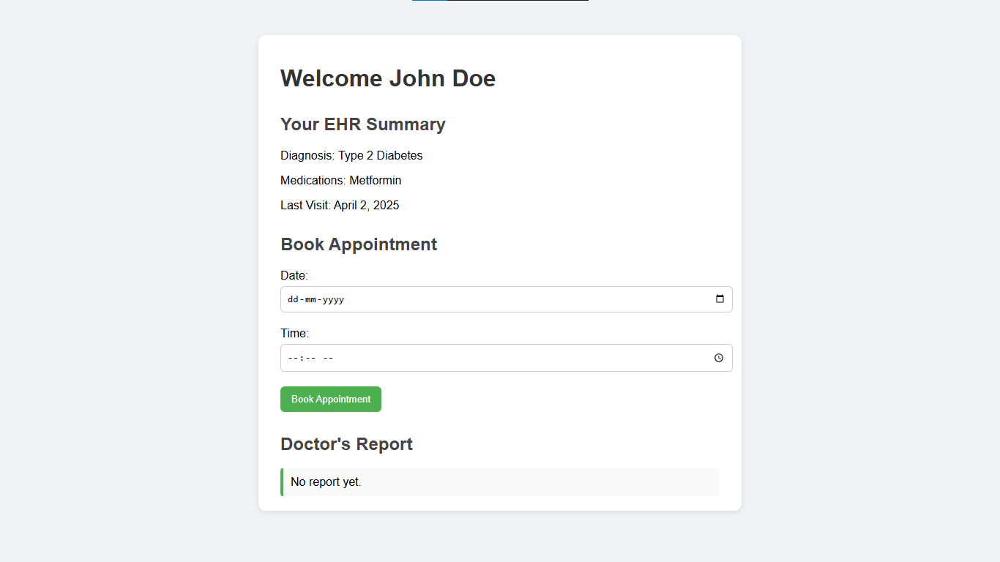 Welcome John Doe
Your EHR Summary
Diagnosis: Type 2 Diabetes
Medications: Metformin
Last Visit: April 2, 2025
Book Appointment
Date:
dd-mm-yyyy
Time:
--:-- --
Book Appointment
Doctor's Report
No report yet.